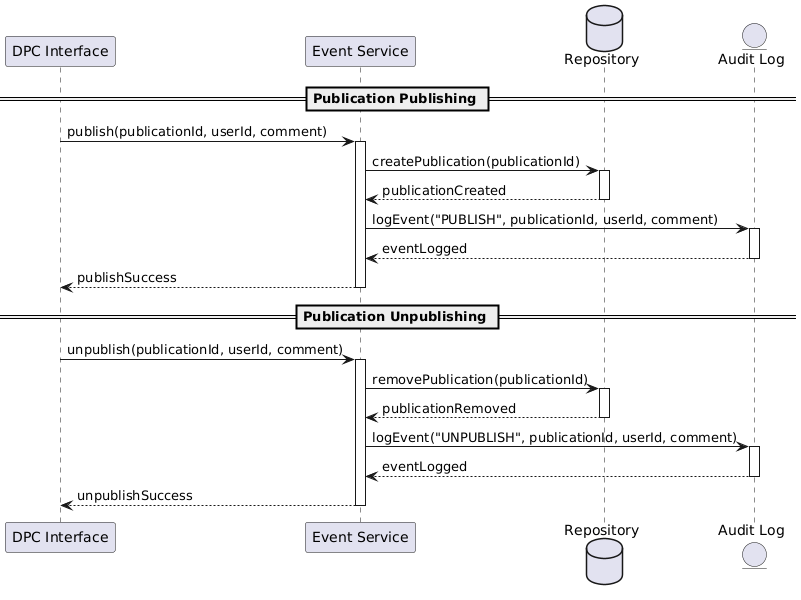 DPC Interface
Event Service
Repository
Audit Log
Publication Publishing
publish(publicationId, userId, comment)
createPublication(publicationId)
publicationCreated
logEvent("PUBLISH", publicationId, userId, comment)
eventLogged
publishSuccess
Publication Unpublishing
unpublish(publicationId, userId, comment)
removePublication(publicationId)
publicationRemoved
logEvent("UNPUBLISH", publicationId, userId, comment)
eventLogged
unpublishSuccess
DPC Interface
Event Service
Repository
Audit Log